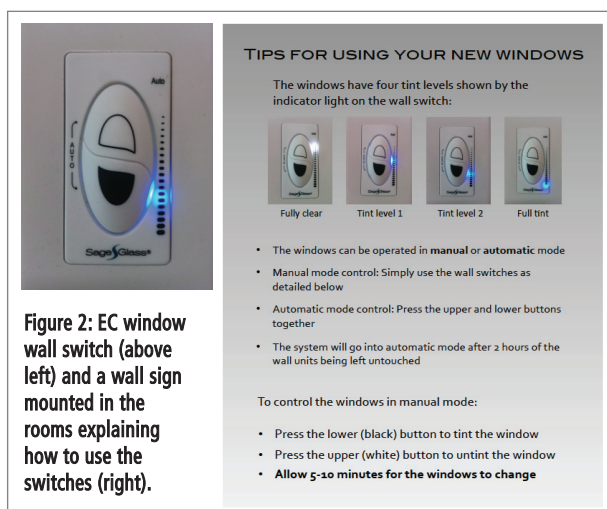 Auto
AUTO
SageGlass®
Figure 2: EC window
wall switch (above
left) and a wall sign
mounted in the
rooms explaining
how to use the
switches (right).
TIPS FOR USING YOUR NEW WINDOWS
The windows have four tint levels shown by the
indicator light on the wall switch:
SageGlass
SageGlass
SageGlass
SageGlass
Fully clear Tint level 1 Tint level 2 Full tint
• The windows can be operated in manual or automatic mode
• Manual mode control: Simply use the wall switches as
detailed below
• Automatic mode control: Press the upper and lower buttons
together
• The system will go into automatic mode after 2 hours of the
wall units being left untouched
To control the windows in manual mode:
• Press the lower (black) button to tint the window
• Press the upper (white) button to untint the window
• Allow 5-10 minutes for the windows to change